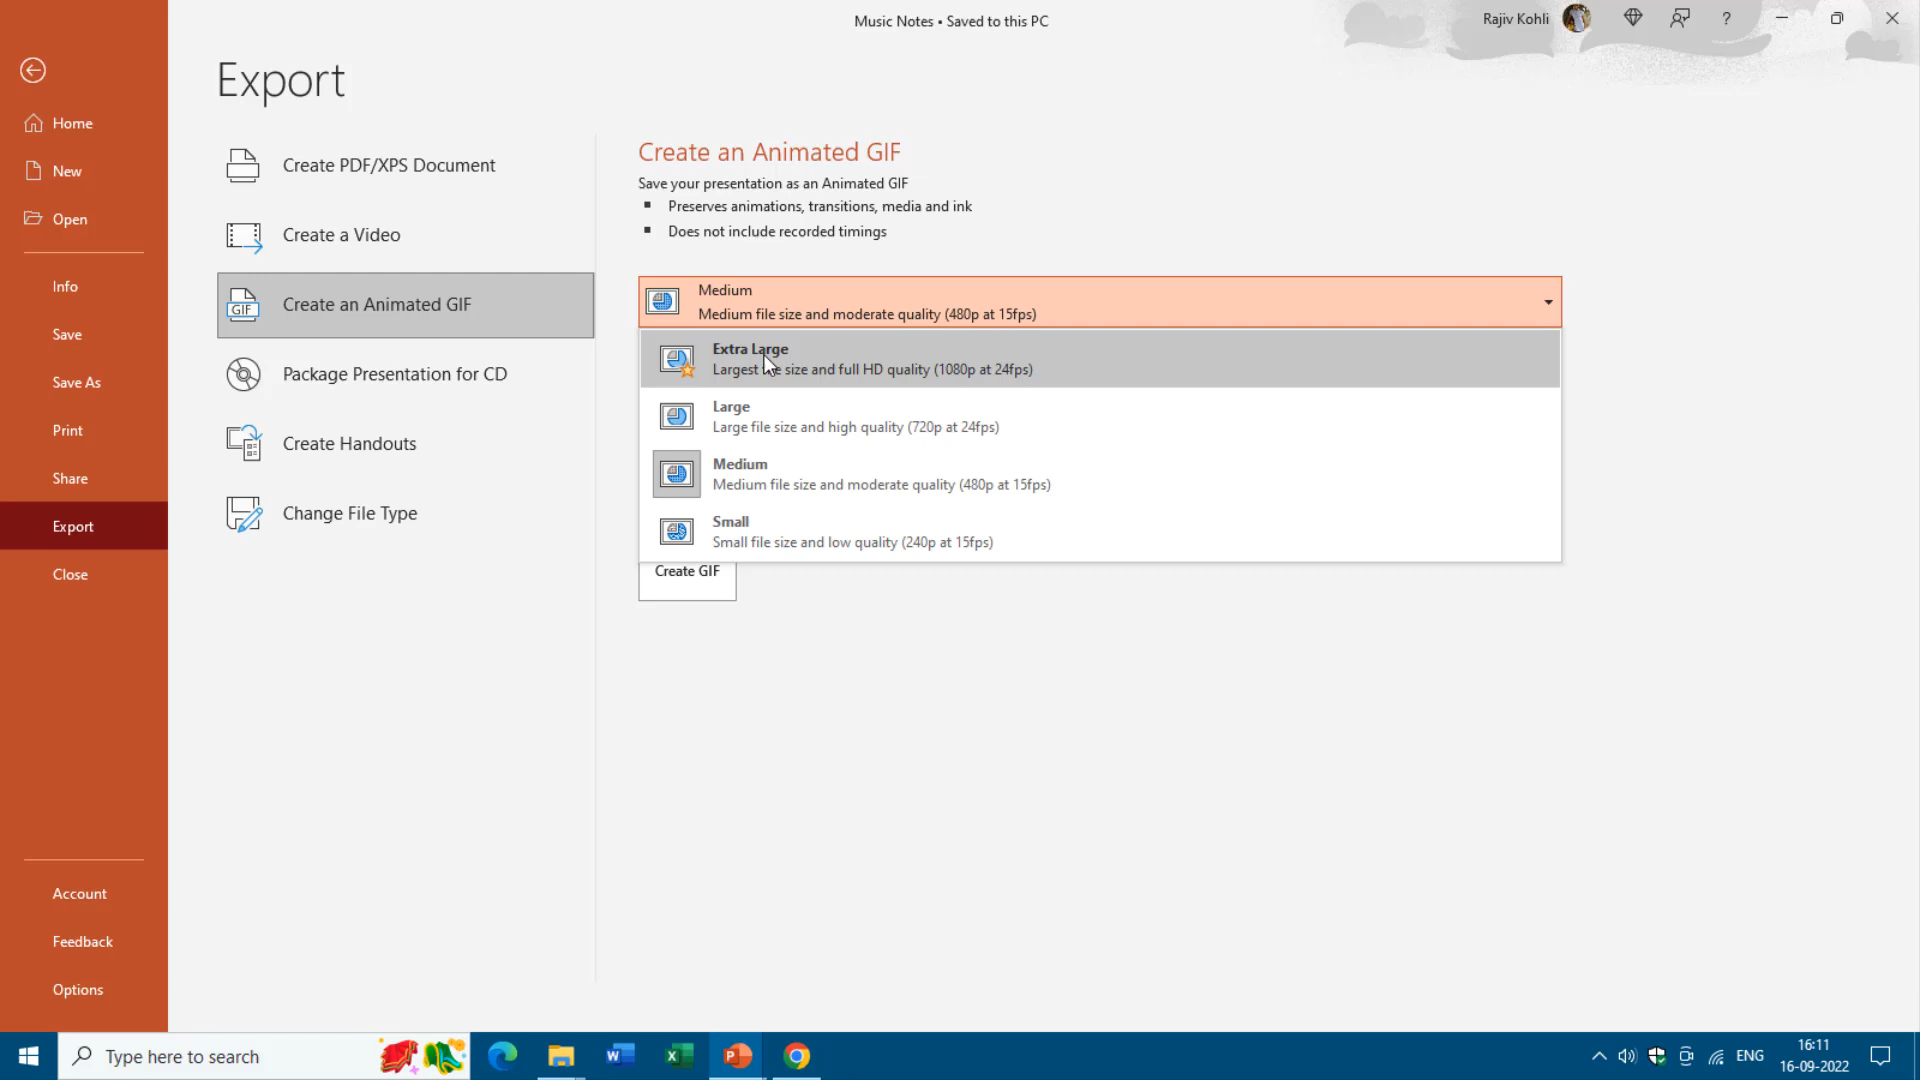 Music Notes • Saved to this PC
Rajiv Kohli
?
Export
Home
New
Open
Info
Save
Save As
Print
Share
Export
Close
Account
Feedback
Options
Create PDF/XPS Document
Create a Video
GIF
Create an Animated GIF
Package Presentation for CD
Create Handouts
Change File Type
Create an Animated GIF
Save your presentation as an Animated GIF
Preserves animations, transitions, media and ink
Does not include recorded timings
Medium
Medium file size and moderate quality (480p at 15fps)
Extra Large
Largest file size and full HD quality (1080p at 24fps)
Large
Large file size and high quality (720p at 24fps)
Medium
Medium file size and moderate quality (480p at 15fps)
Small
Small file size and low quality (240p at 15fps)
Create GIF
Type here to search
ENG
16:11
16-09-2022